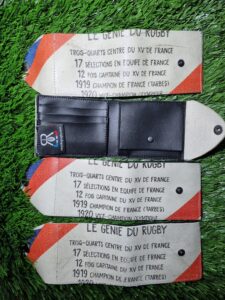 LE GENIE DU RUGBY
TROIS-QUARTS CENTRE DU XV DE FRANCE
17 SÉLECTIONS EN ÉQUIPE DE FRANCE
12 FOIS CAPITAINE DU XV DE FRANCE
1919 CHAMPION DE FRANCE (TARBES)
1920
LE GENIE DU RUGBY
TROIS-QUARTS CENTRE DU XV DE FRANCE
17 SÉLECTIONS EN ÉQUIPE DE FRANCE
12 FOIS CAPITAINE DU XV DE FRANCE
1919 CHAMPION DE FRANCE (TARBES)
1920 VICE-CHAMPION
LE GENIE DU RUGBY
TROIS-QUARTS CENTRE DU XV DE FRANCE
17 SÉLECTIONS EN ÉQUIPE DE FRANCE
12 FOIS CAPITAINE DU XV DE FRANCE
1919 CHAMPION DE FRANCE (TARBES)